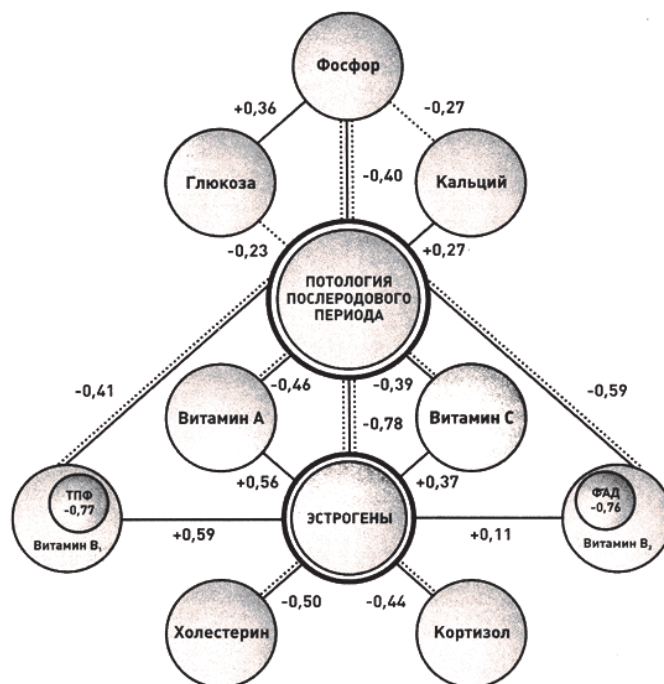 Фосфор
+0,36
-0,27
Глюкоза
-0,40
Кальций
-0,23
+0,27
ПОТОЛОГИЯ
ПОСЛЕРОДОВОГО
ПЕРИОДА
-0,41
-0,46
-0,39
-0,59
Витамин А
-0,78
Витамин С
+0,56
+0,37
ТПФ
-0,77
Витамин В₁
+0,59
ЭСТРОГЕНЫ
+0,11
ФАД
-0,76
Витамин В₂
-0,50
-0,44
Холестерин
Кортизол